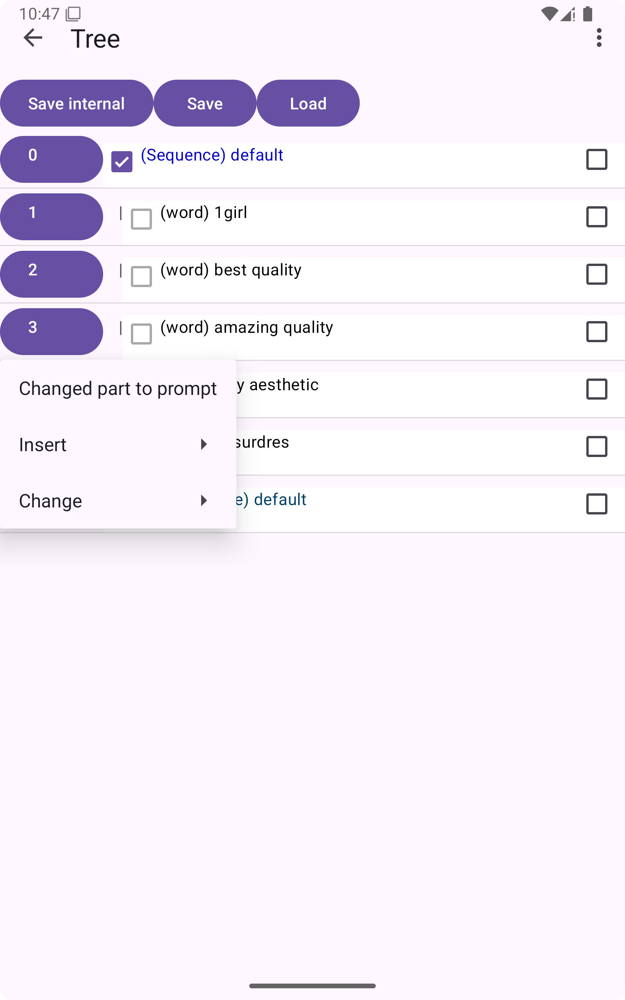 10:47
Tree
Save internal Save Load
0 (Sequence) default
1 | (word) 1girl
2 | (word) best quality
3 | (word) amazing quality
Changed part to prompt
y aesthetic
Insert
surdres
Change
e) default